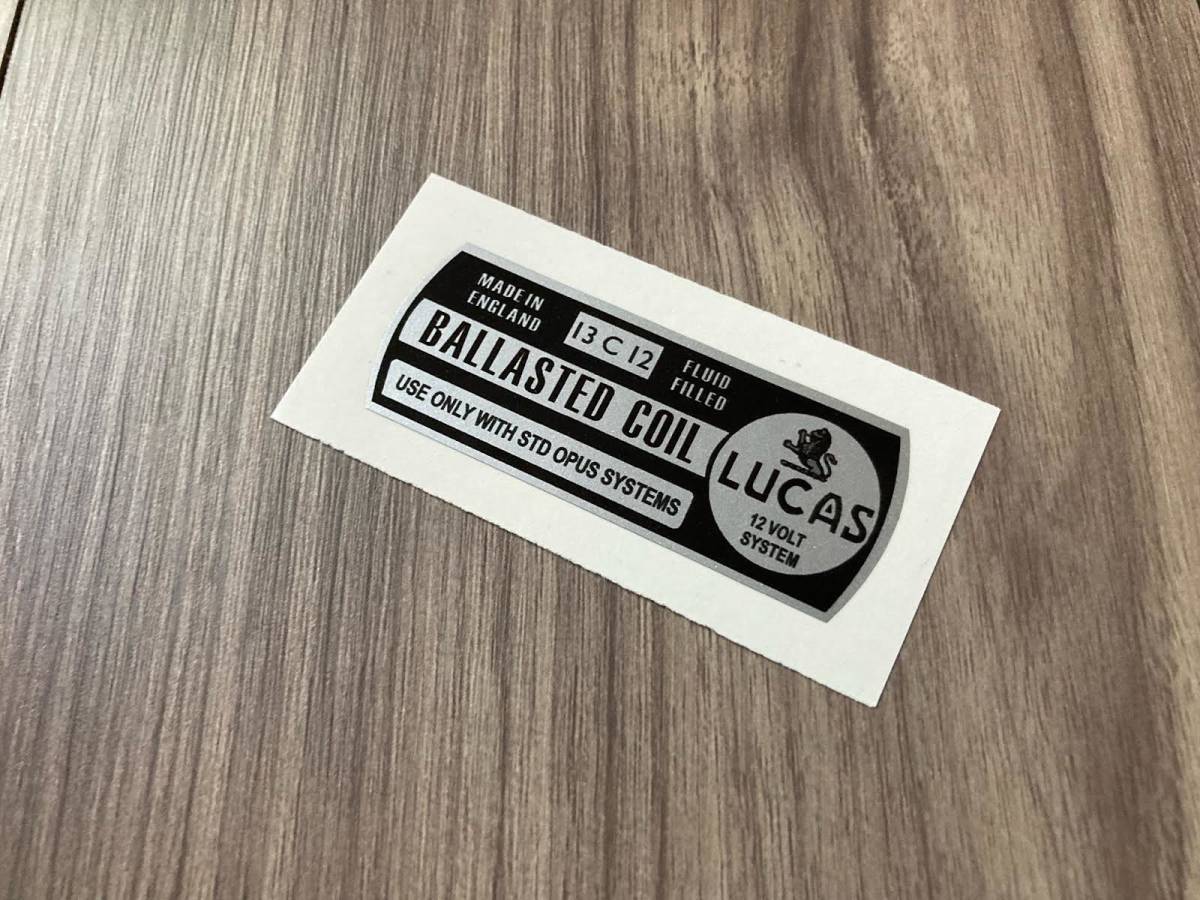 MADE IN
ENGLAND
13 C 12
FLUID
FILLED
BALLASTED COIL
USE ONLY WITH STD OPUS SYSTEMS
LUCAS
12 VOLT
SYSTEM